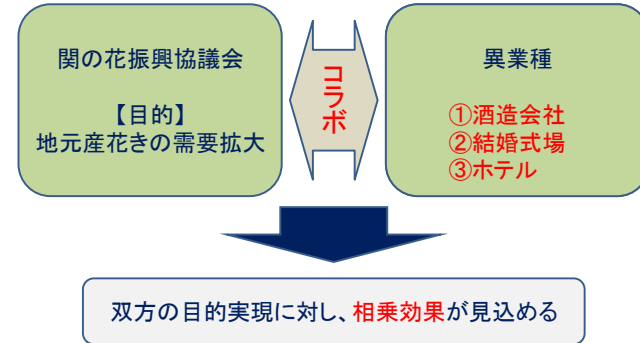 関の花振興協議会
【目的】
地元産花きの需要拡大
コラボ
異業種
①酒造会社
②結婚式場
③ホテル
双方の目的実現に対し、相乗効果が見込める